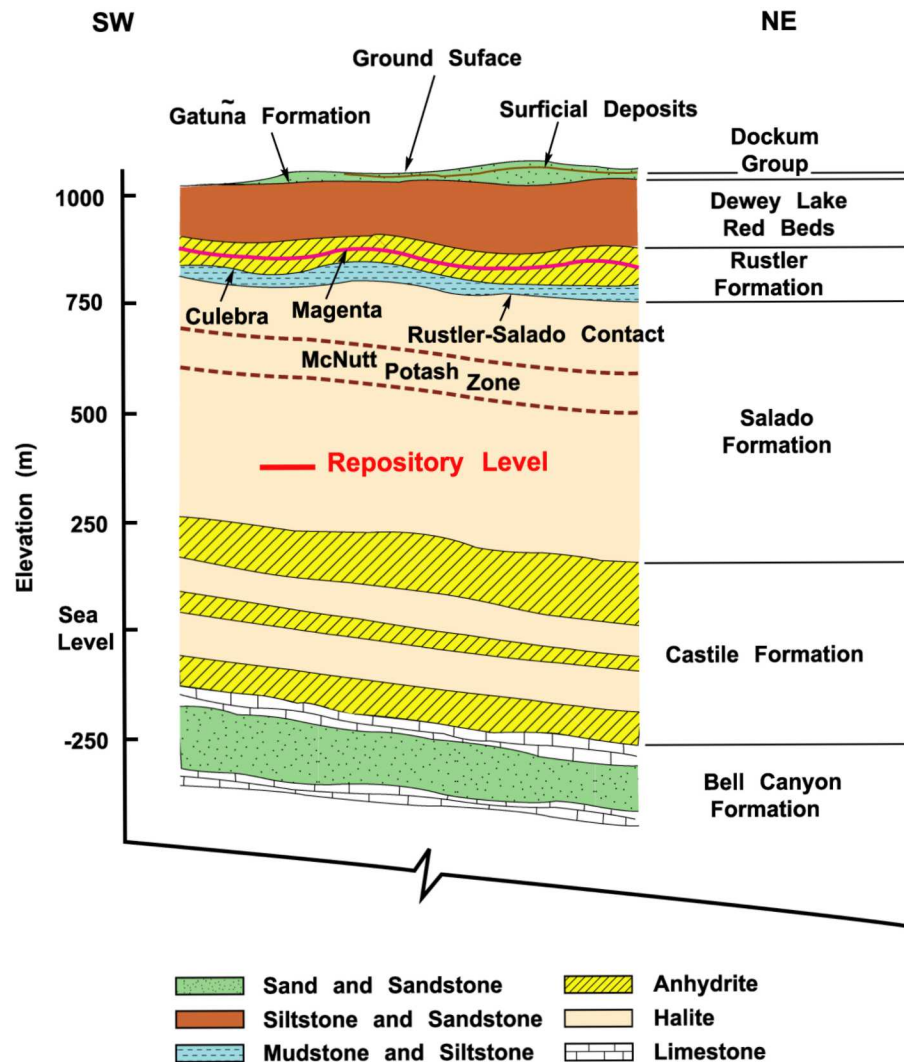 SW
NE
Ground Suface
Gatuña Formation
Surficial Deposits
Dockum
Group
1000
Dewey Lake
Red Beds
Rustler
Formation
750
Culebra
Magenta
Rustler-Salado Contact
McNutt Potash Zone
500
Salado
Formation
Repository Level
Elevation (m)
250
Sea
Level
Castile Formation
-250
Bell Canyon
Formation
Sand and Sandstone
Anhydrite
Siltstone and Sandstone
Halite
Mudstone and Siltstone
Limestone